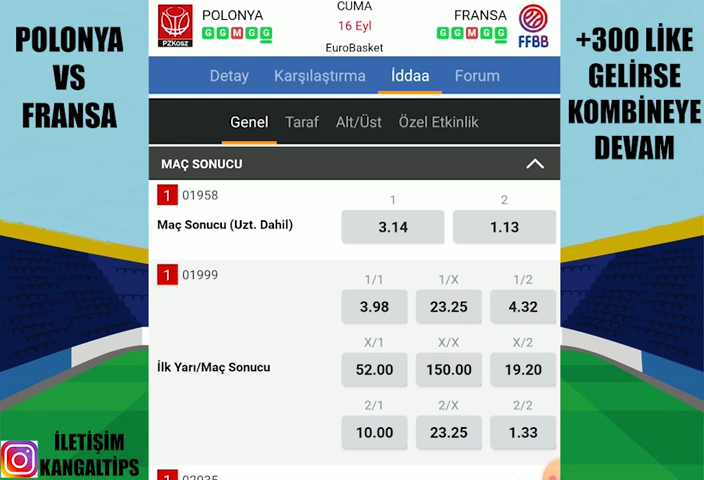 POLONYA
VS
FRANSA
PZKosz
POLONYA
G G M G G
CUMA
16 Eyl
EuroBasket
FRANSA
G G M G G
FFBB
+300 LİKE
GELİRSE
KOMBİNEYE
DEVAM
Detay Karşılaştırma İddaa Forum
Genel Taraf Alt/Üst Özel Etkinlik
MAÇ SONUCU
1 01958
1 2
Maç Sonucu (Uzt. Dahil) 3.14 1.13
1 01999
1/1 1/X 1/2
3.98 23.25 4.32
X/1 X/X X/2
İlk Yarı/Maç Sonucu 52.00 150.00 19.20
2/1 2/X 2/2
10.00 23.25 1.33
İLETİŞİM
KANGALTİPS